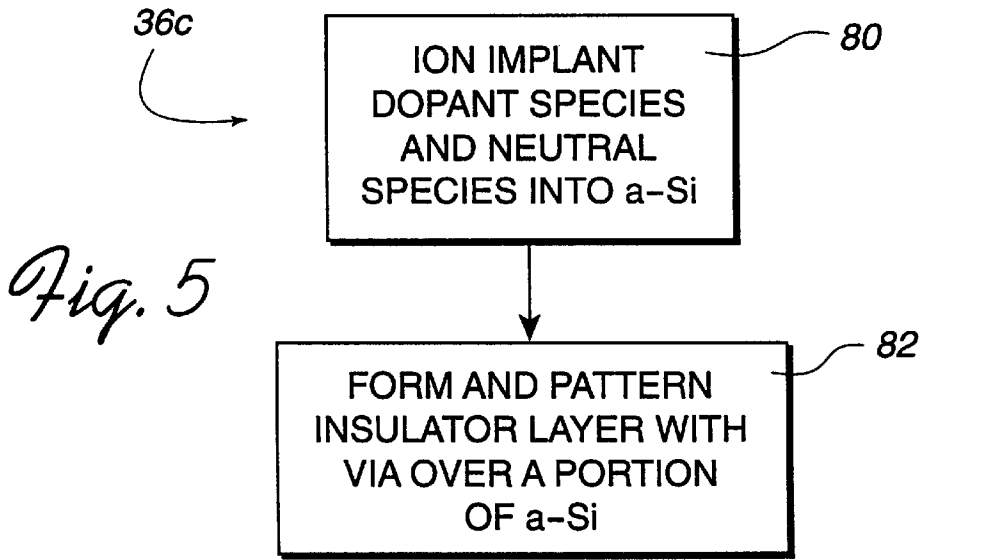 36c
ION IMPLANT
DOPANT SPECIES
AND NEUTRAL
SPECIES INTO a-Si
80
Fig. 5
FORM AND PATTERN
INSULATOR LAYER WITH
VIA OVER A PORTION
OF a-Si
82